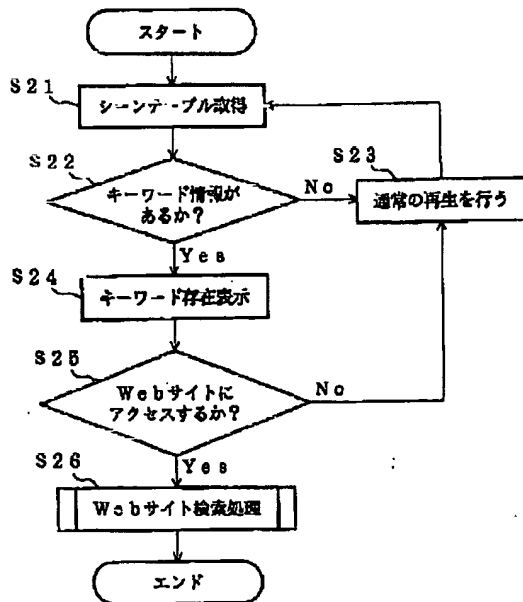 スタート
S21
シーンテーブル取得
S22
キーワード情報が
あるか?
No
S23
通常の再生を行う
Yes
S24
キーワード存在表示
S25
Webサイトに
アクセスするか?
No
Yes
S26
Webサイト検索処理
エンド